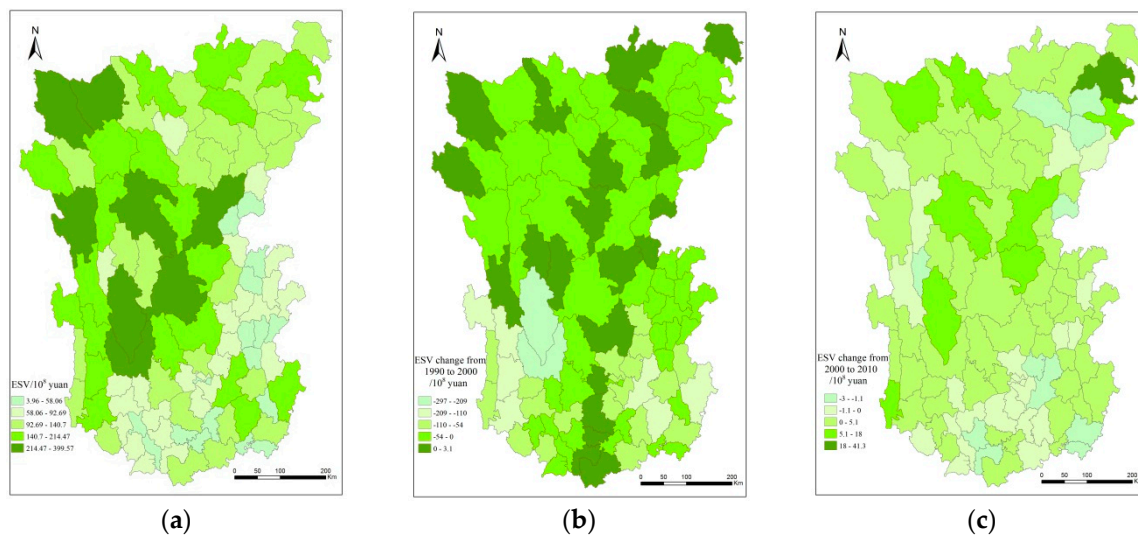 N
ESV/10⁸ yuan
3.96 - 58.06
58.06 - 92.69
92.69 - 140.7
140.7 - 214.47
214.47 - 399.57
0 50 100 200
Km
(a)
N
ESV change from
1990 to 2000
/10⁸ yuan
-297 - -209
-209 - -110
-110 - -54
-54 - 0
0 - 3.1
0 50 100 200
Km
(b)
N
ESV change from
2000 to 2010
/10⁸ yuan
-3 - -1.1
-1.1 - 0
0 - 5.1
5.1 - 18
18 - 41.3
0 50 100 200
Km
(c)